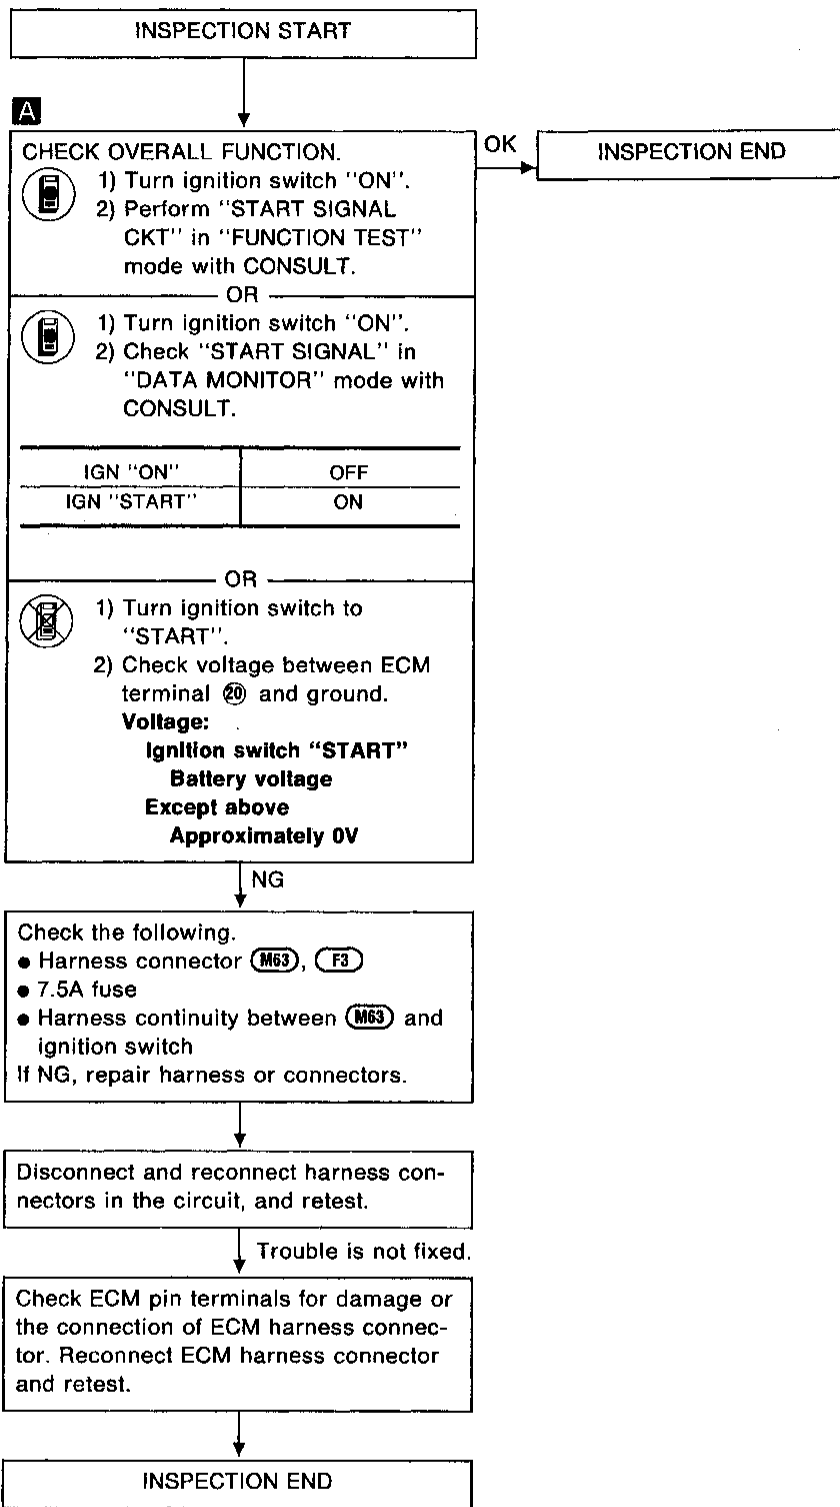 INSPECTION START
A
CHECK OVERALL FUNCTION.
1) Turn ignition switch "ON".
2) Perform "START SIGNAL
CKT" in "FUNCTION TEST"
mode with CONSULT.
OR
1) Turn ignition switch "ON".
2) Check "START SIGNAL" in
"DATA MONITOR" mode with
CONSULT.
IGN "ON" OFF
IGN "START" ON
OR
1) Turn ignition switch to
"START".
2) Check voltage between ECM
terminal 20 and ground.
Voltage:
Ignition switch "START"
Battery voltage
Except above
Approximately 0V
OK
INSPECTION END
NG
Check the following.
● Harness connector M63, F3
● 7.5A fuse
● Harness continuity between M63 and
ignition switch
If NG, repair harness or connectors.
Disconnect and reconnect harness con-
nectors in the circuit, and retest.
Trouble is not fixed.
Check ECM pin terminals for damage or
the connection of ECM harness connec-
tor. Reconnect ECM harness connector
and retest.
INSPECTION END